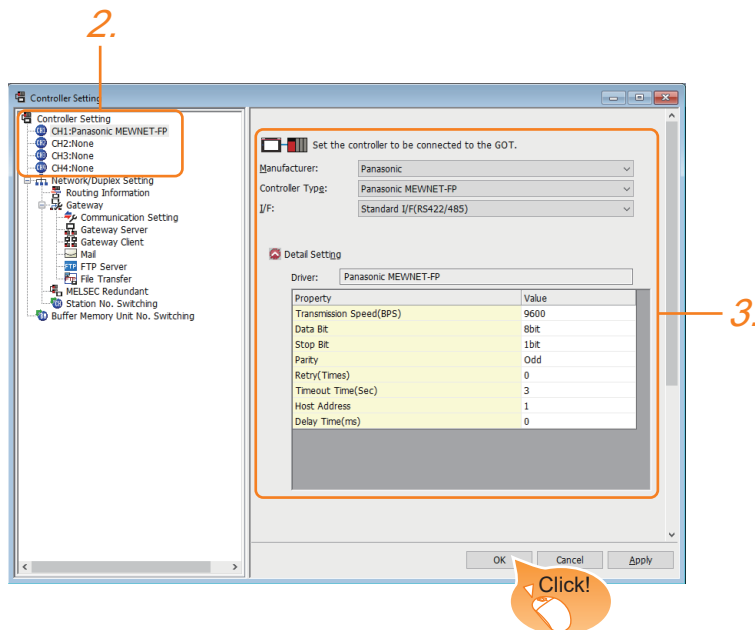 2.
Controller Setting
Controller Setting
CH1:Panasonic MEWNET-FP
CH2:None
CH3:None
CH4:None
Network/Duplex Setting
Routing Information
Gateway
Communication Setting
Gateway Server
Gateway Client
Mail
FTP Server
File Transfer
MELSEC Redundant
Station No. Switching
Buffer Memory Unit No. Switching
Set the controller to be connected to the GOT.
Manufacturer: Panasonic
Controller Type: Panasonic MEWNET-FP
I/F: Standard I/F(RS422/485)
Detail Setting
Driver: Panasonic MEWNET-FP
Property Value
Transmission Speed(BPS) 9600
Data Bit 8bit
Stop Bit 1bit
Parity Odd
Retry(Times) 0
Timeout Time(Sec) 3
Host Address 1
Delay Time(ms) 0
3.
OK Cancel Apply
Click!